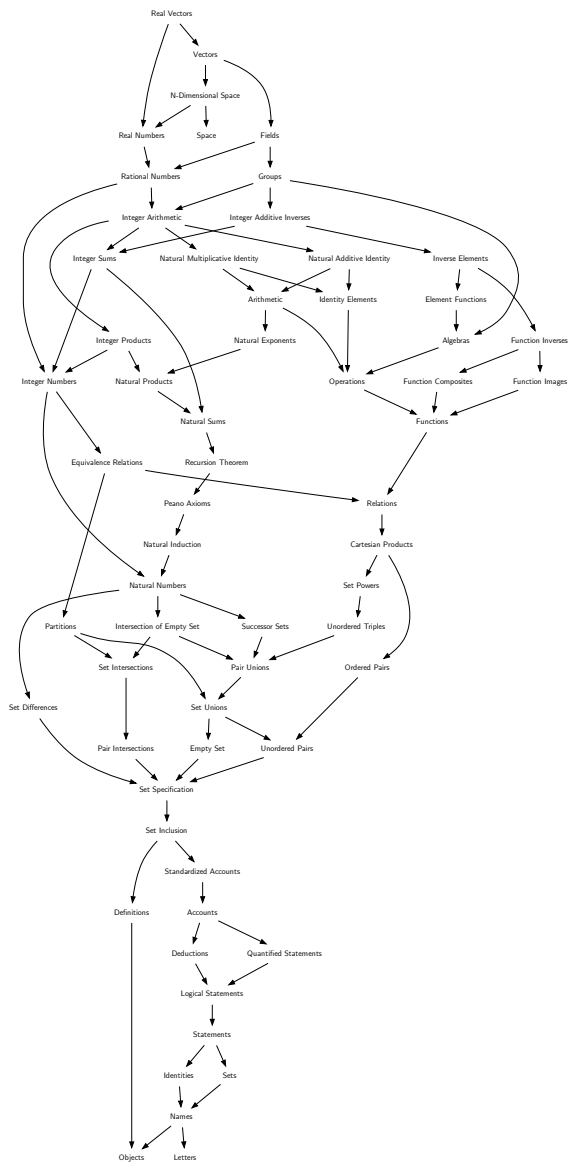 Real Vectors
Vectors
N-Dimensional Space
Real Numbers Space Fields
Rational Numbers Groups
Integer Arithmetic Integer Additive Inverses
Integer Sums Natural Multiplicative Identity Natural Additive Identity Inverse Elements
Arithmetic Identity Elements Element Functions
Integer Products Natural Exponents Algebras Function Inverses
Integer Numbers Natural Products Operations Function Composites Function Images
Natural Sums Functions
Equivalence Relations Recursion Theorem
Peano Axioms Relations
Natural Induction Cartesian Products
Natural Numbers Set Powers
Partitions Intersection of Empty Set Successor Sets Unordered Triples
Set Intersections Pair Unions Ordered Pairs
Set Differences Set Unions
Pair Intersections Empty Set Unordered Pairs
Set Specification
Set Inclusion
Standardized Accounts
Definitions Accounts
Deductions Quantified Statements
Logical Statements
Statements
Identities Sets
Names
Objects Letters